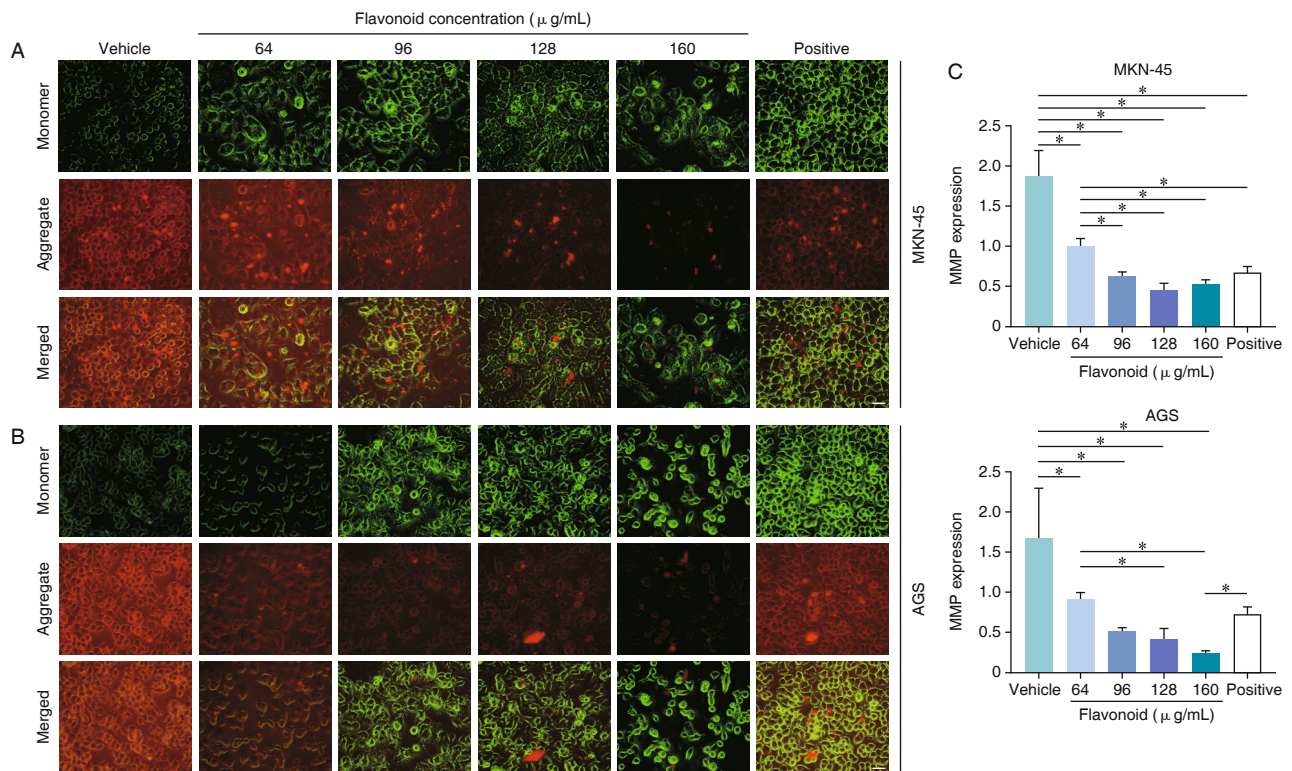 Flavonoid concentration ( μ g/mL)
Vehicle 64 96 128 160 Positive
A
Monomer
Aggregate
Merged
MKN-45
B
Monomer
Aggregate
Merged
AGS
C
MKN-45
* * * * *
* * * *
MMP expression
2.5
2.0
1.5
1.0
0.5
0
Vehicle 64 96 128 160 Positive
Flavonoid ( μ g/mL)
AGS
* * * *
* * *
MMP expression
2.5
2.0
1.5
1.0
0.5
0
Vehicle 64 96 128 160 Positive
Flavonoid ( μ g/mL)